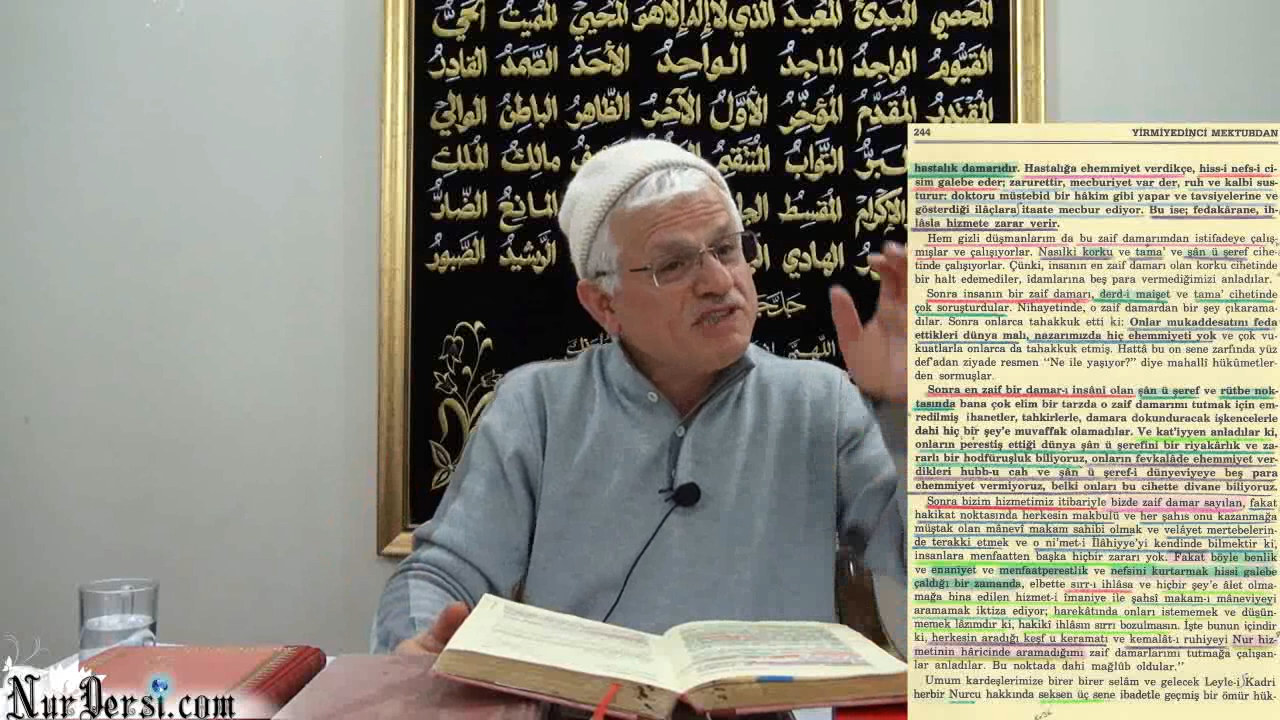 المحصي المبدئ المعيد الذي لا إله إلا هو المحيي المميت الحي
القيوم الواجد الماجد الواحد الأحد الصمد القادر
المقتدر المقدم المؤخر الأول الآخر الظاهر الباطن الوالي
البر التواب المنتقم مالك الملك
الإكرام المقسط المانع الضار
الهادي الرشيد الصبور
244 YİRMİYEDİNCİ MEKTUBDAN
hastalık damarıdır. Hastalığa ehemmiyet verdikçe, hiss-i nefs-i ci-
sim galebe eder; zarurettir, mecburiyet var der, ruh ve kalbi sus-
turur; doktoru müstebid bir hâkim gibi yapar ve tavsiyelerine ve
gösterdiği ilâçlara itaate mecbur ediyor. Bu ise; fedakârane, ih-
lâsla hizmete zarar verir.
Hem gizli düşmanlarım da bu zaif damarımdan istifadeye çalış-
mışlar ve çalışıyorlar. Nasılki korku ve tama' ve şân ü şeref cihe-
tinde çalışıyorlar. Çünki, insanın en zaif damarı olan korku cihetinde
bir halt edemediler, îdamlarına beş para vermediğimizi anladılar.
Sonra insanın bir zaif damarı, derd-i maişet ve tama' cihetinde
çok soruşturdular. Nihayetinde, o zaif damardan bir şey çıkarama-
dılar. Sonra onlarca tahakkuk etti ki: Onlar mukaddesatını feda
ettikleri dünya malı, nazarımızda hiç ehemmiyeti yok ve çok vu-
kuatlarla onlarca da tahakkuk etmiş. Hattâ bu on sene zarfında yüz
def'adan ziyade resmen "Ne ile yaşıyor?" diye mahallî hükûmetler-
den sormuşlar.
Sonra en zaif bir damar-ı insânî olan şân ü şeref ve rütbe nok-
tasında bana çok elîm bir tarzda o zaif damarımı tutmak için em-
redilmiş ihanetler, tahkirlerle, damara dokunduracak işkencelerle
dahi hiç bir şey'e muvaffak olamadılar. Ve kat'iyyen anladılar ki,
onların perestiş ettiği dünya şân ü şerefini bir riyakârlık ve za-
rarlı bir hodfüruşluk biliyoruz, onların fevkalâde ehemmiyet ver-
dikleri hubb-u cah ve şân ü şeref-i dünyeviyeye beş para
ehemmiyet vermiyoruz, belki onları bu cihette divane biliyoruz.
Sonra bizim hizmetimiz itibariyle bizde zaif damar sayılan, fakat
hakikat noktasında herkesin makbulü ve her şahıs onu kazanmağa
müştak olan mânevî makam sahibi olmak ve velâyet mertebelerin-
de terakki etmek ve o ni'met-i İlâhiyye'yi kendinde bilmektir ki,
insanlara menfaatten başka hiçbir zararı yok. Fakat böyle benlik
ve enaniyet ve menfaatperestlik ve nefsini kurtarmak hissi galebe
çaldığı bir zamanda, elbette sırr-ı ihlâsa ve hiçbir şey'e âlet olma-
mağa bina edilen hizmet-i îmaniye ile şahsî makam-ı mâneviyeyi
aramamak iktiza ediyor; harekâtında onları istememek ve düşün-
memek lâzımdır ki, hakikî ihlâsın sırrı bozulmasın. İşte bunun içindir
ki, herkesin aradığı keşf u keramatı ve kemalât-ı ruhiyeyi Nur hiz-
metinin hâricinde aramadığımı zaif damarlarımı tutmağa çalışan-
lar anladılar. Bu noktada dahi mağlûb oldular."
Umum kardeşlerimize birer birer selâm ve gelecek Leyle-i Kadri
herbir Nurcu hakkında seksen üç sene ibadetle geçmiş bir ömür hük-
NurDersi.com